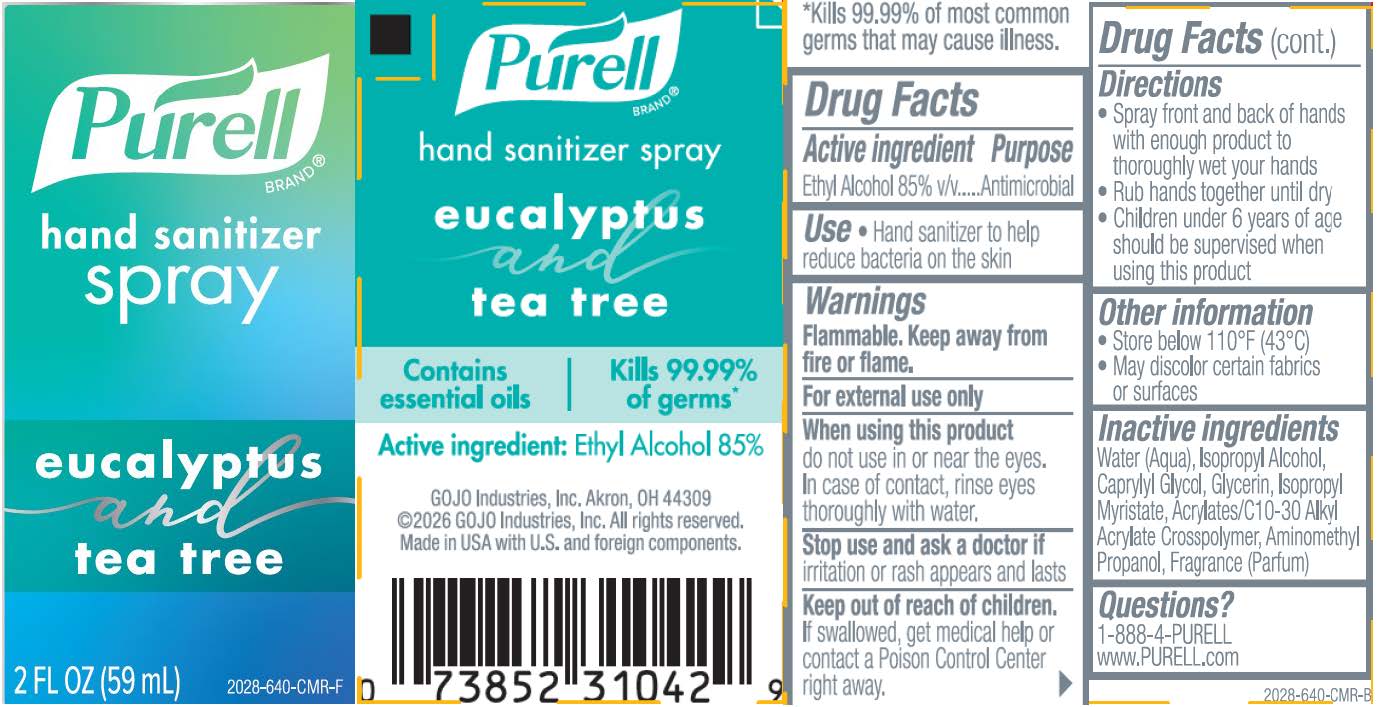 Purell
BRAND®
hand sanitizer
spray
eucalyptus
and
tea tree
2 FL OZ (59 mL)
2028-640-CMR-F
Purell
BRAND®
hand sanitizer spray
eucalyptus
and
tea tree
Contains
essential oils
Kills 99.99%
of germs*
Active ingredient: Ethyl Alcohol 85%
GOJO Industries, Inc. Akron, OH 44309
©2026 GOJO Industries, Inc. All rights reserved.
Made in USA with U.S. and foreign components.
0 73852 31042 9
*Kills 99.99% of most common
germs that may cause illness.
Drug Facts
Active ingredient Purpose
Ethyl Alcohol 85% v/v.....Antimicrobial
Use • Hand sanitizer to help
reduce bacteria on the skin
Warnings
Flammable. Keep away from
fire or flame.
For external use only
When using this product
do not use in or near the eyes.
In case of contact, rinse eyes
thoroughly with water.
Stop use and ask a doctor if
irritation or rash appears and lasts
Keep out of reach of children.
If swallowed, get medical help or
contact a Poison Control Center
right away.
Drug Facts (cont.)
Directions
• Spray front and back of hands
with enough product to
thoroughly wet your hands
• Rub hands together until dry
• Children under 6 years of age
should be supervised when
using this product
Other information
• Store below 110°F (43°C)
• May discolor certain fabrics
or surfaces
Inactive ingredients
Water (Aqua), Isopropyl Alcohol,
Caprylyl Glycol, Glycerin, Isopropyl
Myristate, Acrylates/C10-30 Alkyl
Acrylate Crosspolymer, Aminomethyl
Propanol, Fragrance (Parfum)
Questions?
1-888-4-PURELL
www.PURELL.com
2028-640-CMR-B